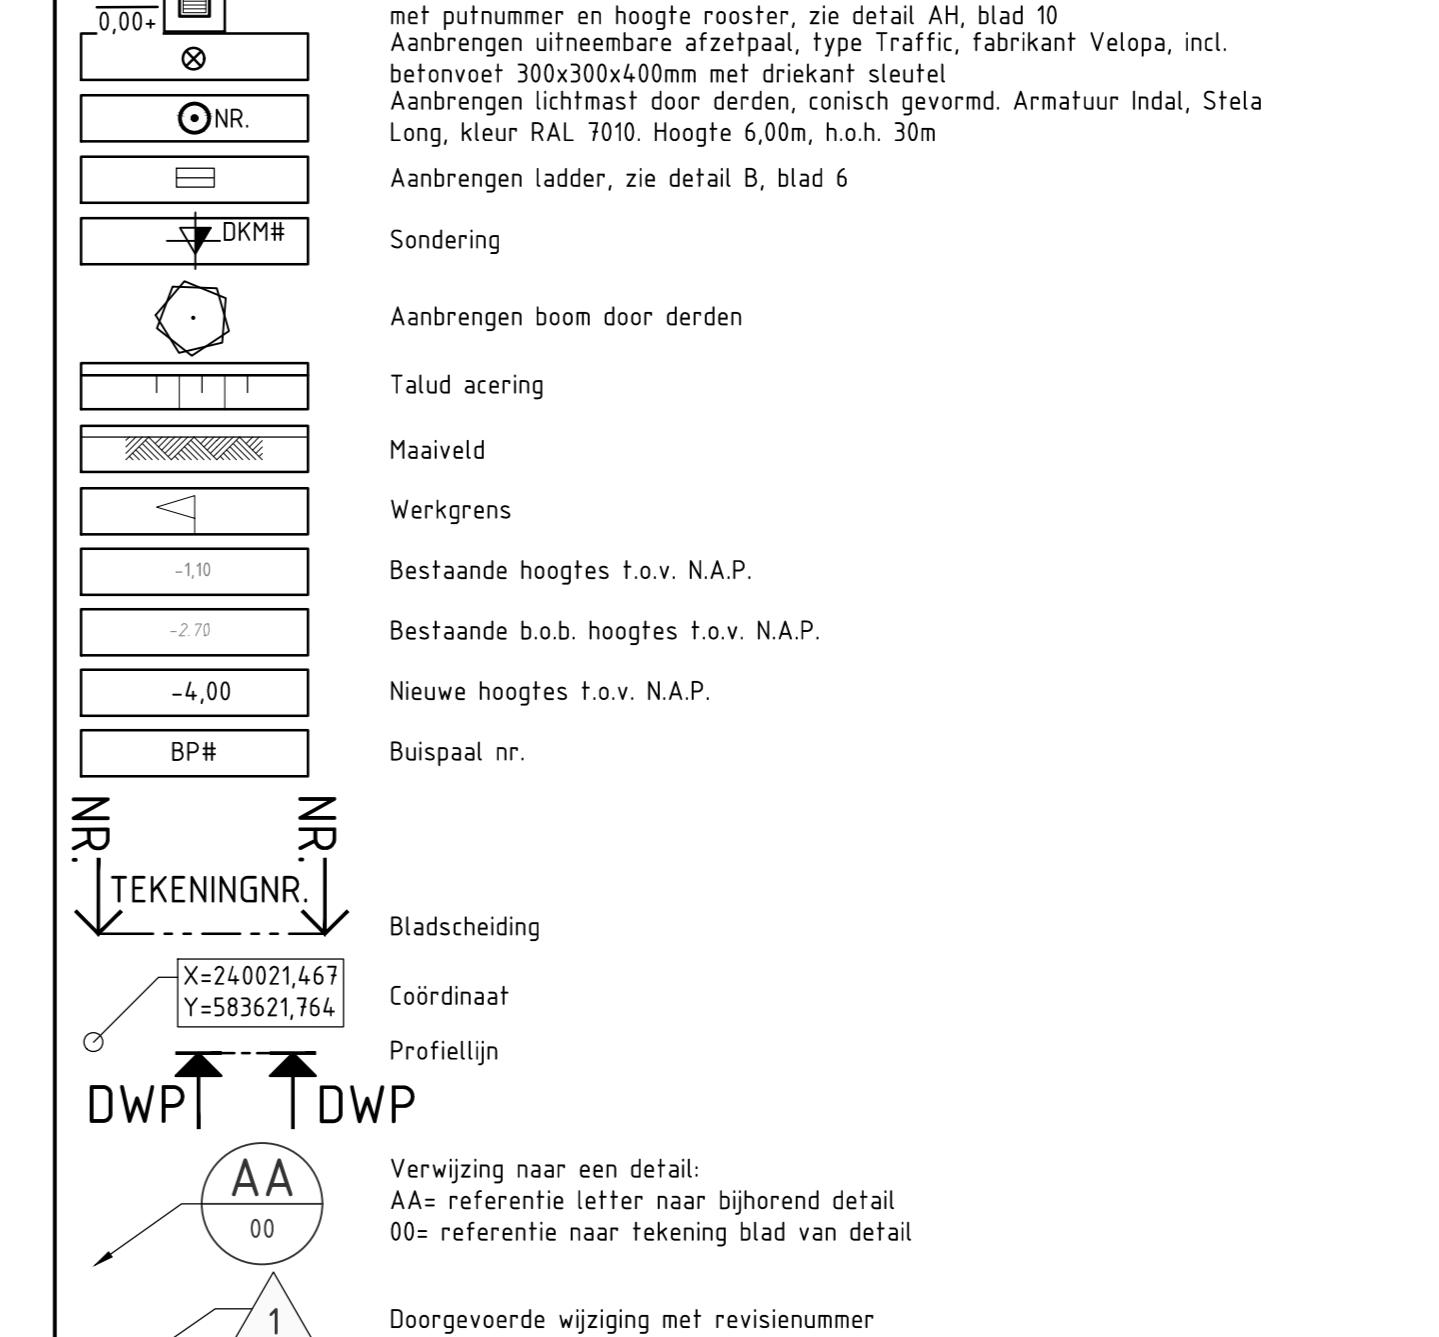 met putnummer en hoogte rooster, zie detail AH, blad 10
0,00+
Aanbrengen uitneembare afzetpaal, type Traffic, fabrikant Velopa, incl.
betonvoet 300x300x400mm met driekant sleutel
NR.
Aanbrengen lichtmast door derden, conisch gevormd. Armatuur Indal, Stela
Long, kleur RAL 7010. Hoogte 6,00m, h.o.h. 30m
Aanbrengen ladder, zie detail B, blad 6
DKM#
Sondering
Aanbrengen boom door derden
Talud acering
Maaiveld
Werkgrens
-1,10
Bestaande hoogtes t.o.v. N.A.P.
-2.70
Bestaande b.o.b. hoogtes t.o.v. N.A.P.
-4,00
Nieuwe hoogtes t.o.v. N.A.P.
BP#
Buispaal nr.
NR.
NR.
TEKENINGNR.
Bladscheiding
X=240021,467
Y=583621,764
Coördinaat
Profiellijn
DWP
DWP
AA
00
Verwijzing naar een detail:
AA= referentie letter naar bijhorend detail
00= referentie naar tekening blad van detail
1
Doorgevoerde wijziging met revisienummer